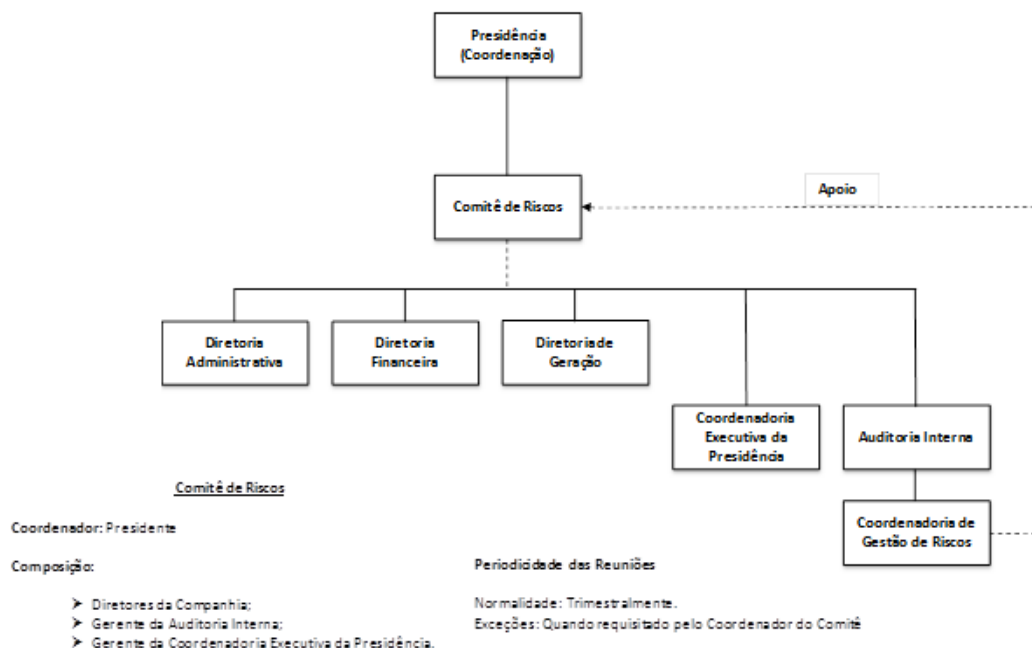 Presidência
(Coordenação)
Comitê de Riscos
Apoio
Diretoria
Administrativa
Diretoria
Financeira
Diretoria de
Geração
Coordenadoria
Executiva da
Presidência
Auditoria Interna
Coordenadoria de
Gestão de Riscos
Comitê de Riscos
Coordenador: Presidente
Composição:
➤ Diretores da Companhia;
➤ Gerente da Auditoria Interna;
➤ Gerente da Coordenadoria Executiva da Presidência.
Periodicidade das Reuniões
Normalidade: Trimestralmente.
Exceções: Quando requisitado pelo Coordenador do Comitê